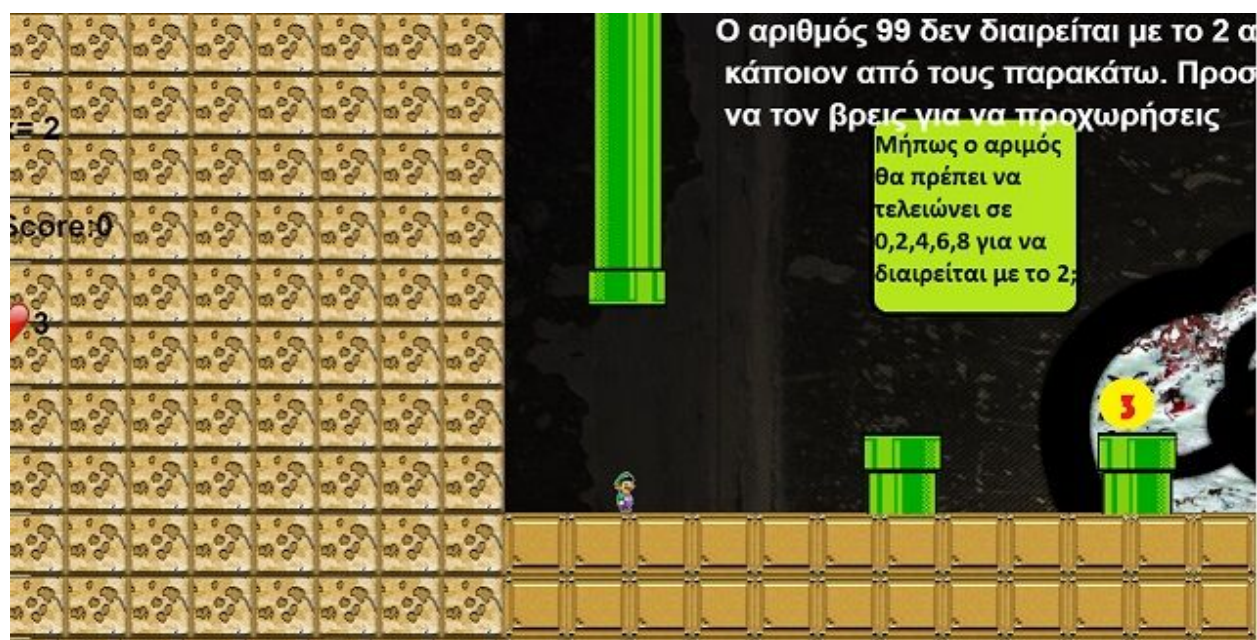 Ο αριθμός 99 δεν διαιρείται με το 2 α
κάποιον από τους παρακάτω. Προσ
να τον βρεις για να προχωρήσεις
= 2
Μήπως ο αριμός
θα πρέπει να
τελειώνει σε
0,2,4,6,8 για να
διαιρείται με το 2;
Score:0
3
3